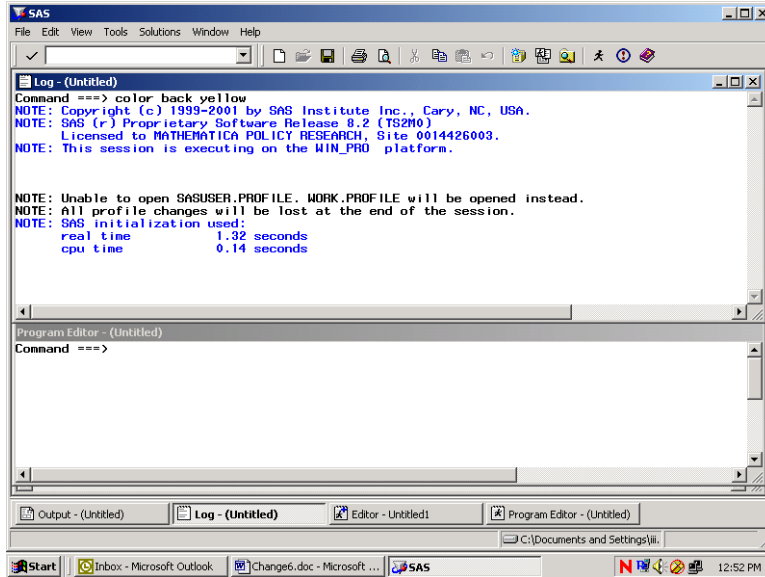 SAS
File Edit View Tools Solutions Window Help
Log - (Untitled)
Command ===> color back yellow
NOTE: Copyright (c) 1999-2001 by SAS Institute Inc., Cary, NC, USA.
NOTE: SAS (r) Proprietary Software Release 8.2 (TS2M0)
Licensed to MATHEMATICA POLICY RESEARCH, Site 0014426003.
NOTE: This session is executing on the WIN_PRO platform.
NOTE: Unable to open SASUSER.PROFILE. WORK.PROFILE will be opened instead.
NOTE: All profile changes will be lost at the end of the session.
NOTE: SAS initialization used:
real time 1.32 seconds
cpu time 0.14 seconds
Program Editor - (Untitled)
Command ===>
Output - (Untitled) Log - (Untitled) Editor - Untitled1 Program Editor - (Untitled)
C:\Documents and Settings\iii.
Start Inbox - Microsoft Outlook Change6.doc - Microsoft ... SAS N 12:52 PM